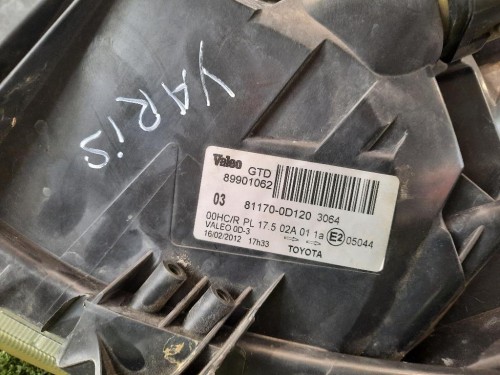 YARiS
Valeo GTD
89901062
03 81170-0D120 3064
00HC/R PL 17.5 02A 01 1a E2 05044
VALEO 0D-3
16/02/2012 17h33 TOYOTA